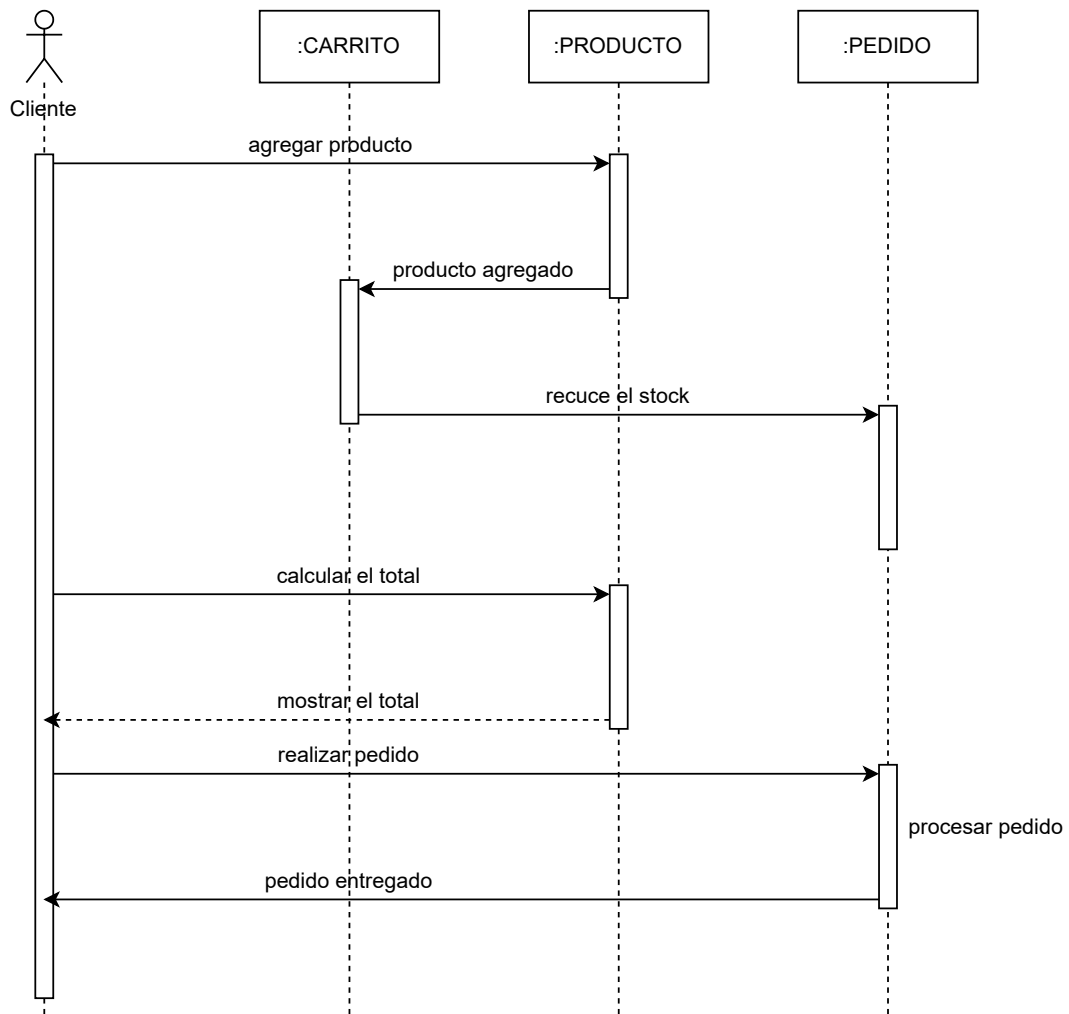 :CARRITO
:PRODUCTO
:PEDIDO
Cliente
agregar producto
producto agregado
recuce el stock
calcular el total
mostrar el total
realizar pedido
procesar pedido
pedido entregado